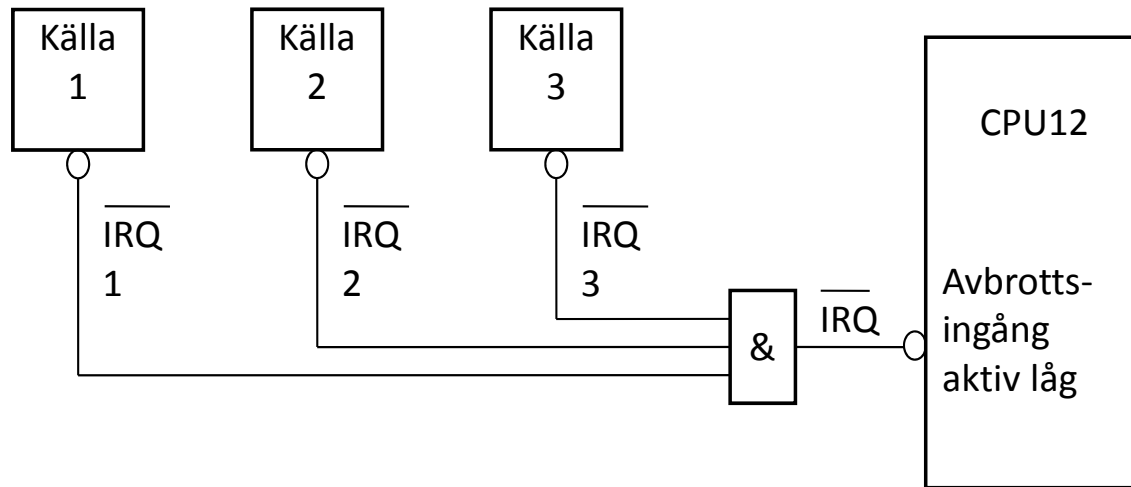 Källa
1
Källa
2
Källa
3
CPU12
IRQ
1
IRQ
2
IRQ
3
&
IRQ
Avbrotts-
ingång
aktiv låg